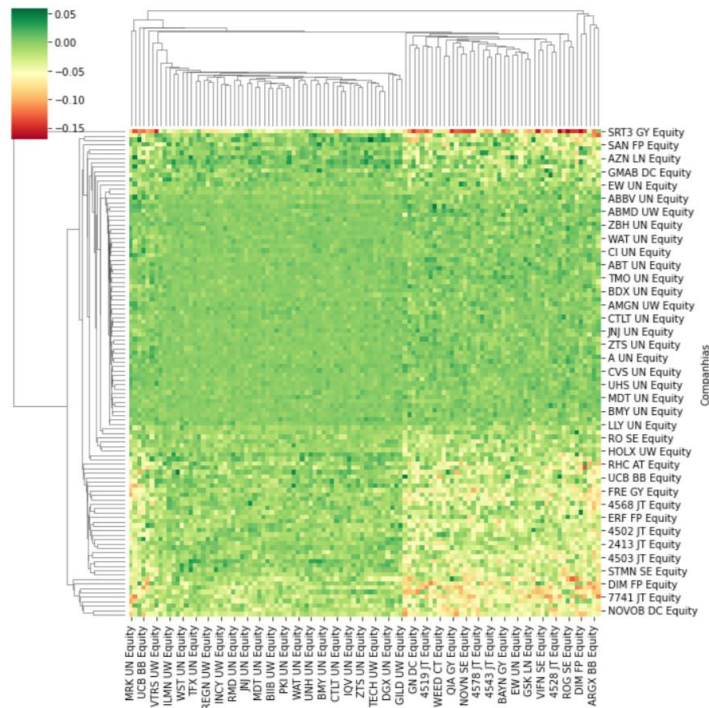 0.05
0.00
−0.05
−0.10
−0.15
SRT3 GY Equity
SAN FP Equity
AZN LN Equity
GMAB DC Equity
EW UN Equity
ABBV UN Equity
ABMD UW Equity
ZBH UN Equity
WAT UN Equity
CI UN Equity
ABT UN Equity
TMO UN Equity
BDX UN Equity
AMGN UW Equity
CTLT UN Equity
JNJ UN Equity
ZTS UN Equity
A UN Equity
CVS UN Equity
UHS UN Equity
MDT UN Equity
BMY UN Equity
LLY UN Equity
RO SE Equity
HOLX UW Equity
RHC AT Equity
UCB BB Equity
FRE GY Equity
4568 JT Equity
ERF FP Equity
4502 JT Equity
2413 JT Equity
4503 JT Equity
STMN SE Equity
DIM FP Equity
7741 JT Equity
NOVOB DC Equity
Companhias
MRK UN Equity
UCB BB Equity
VTRS UW Equity
ILMN UW Equity
WST UN Equity
TFX UN Equity
REGN UW Equity
INCY UW Equity
RMD UN Equity
JNJ UN Equity
MDT UN Equity
BIIB UW Equity
PKI UN Equity
WAT UN Equity
UNH UN Equity
BMY UN Equity
CTLT UN Equity
IQV UN Equity
ZTS UN Equity
TECH UW Equity
DGX UN Equity
GILD UW Equity
GN DC Equity
4519 JT Equity
WEED CT Equity
QIA GY Equity
NOVN SE Equity
4578 JT Equity
4543 JT Equity
BAYN GY Equity
EW UN Equity
GSK LN Equity
VIFN SE Equity
4528 JT Equity
ROG SE Equity
DIM FP Equity
ARGX BB Equity